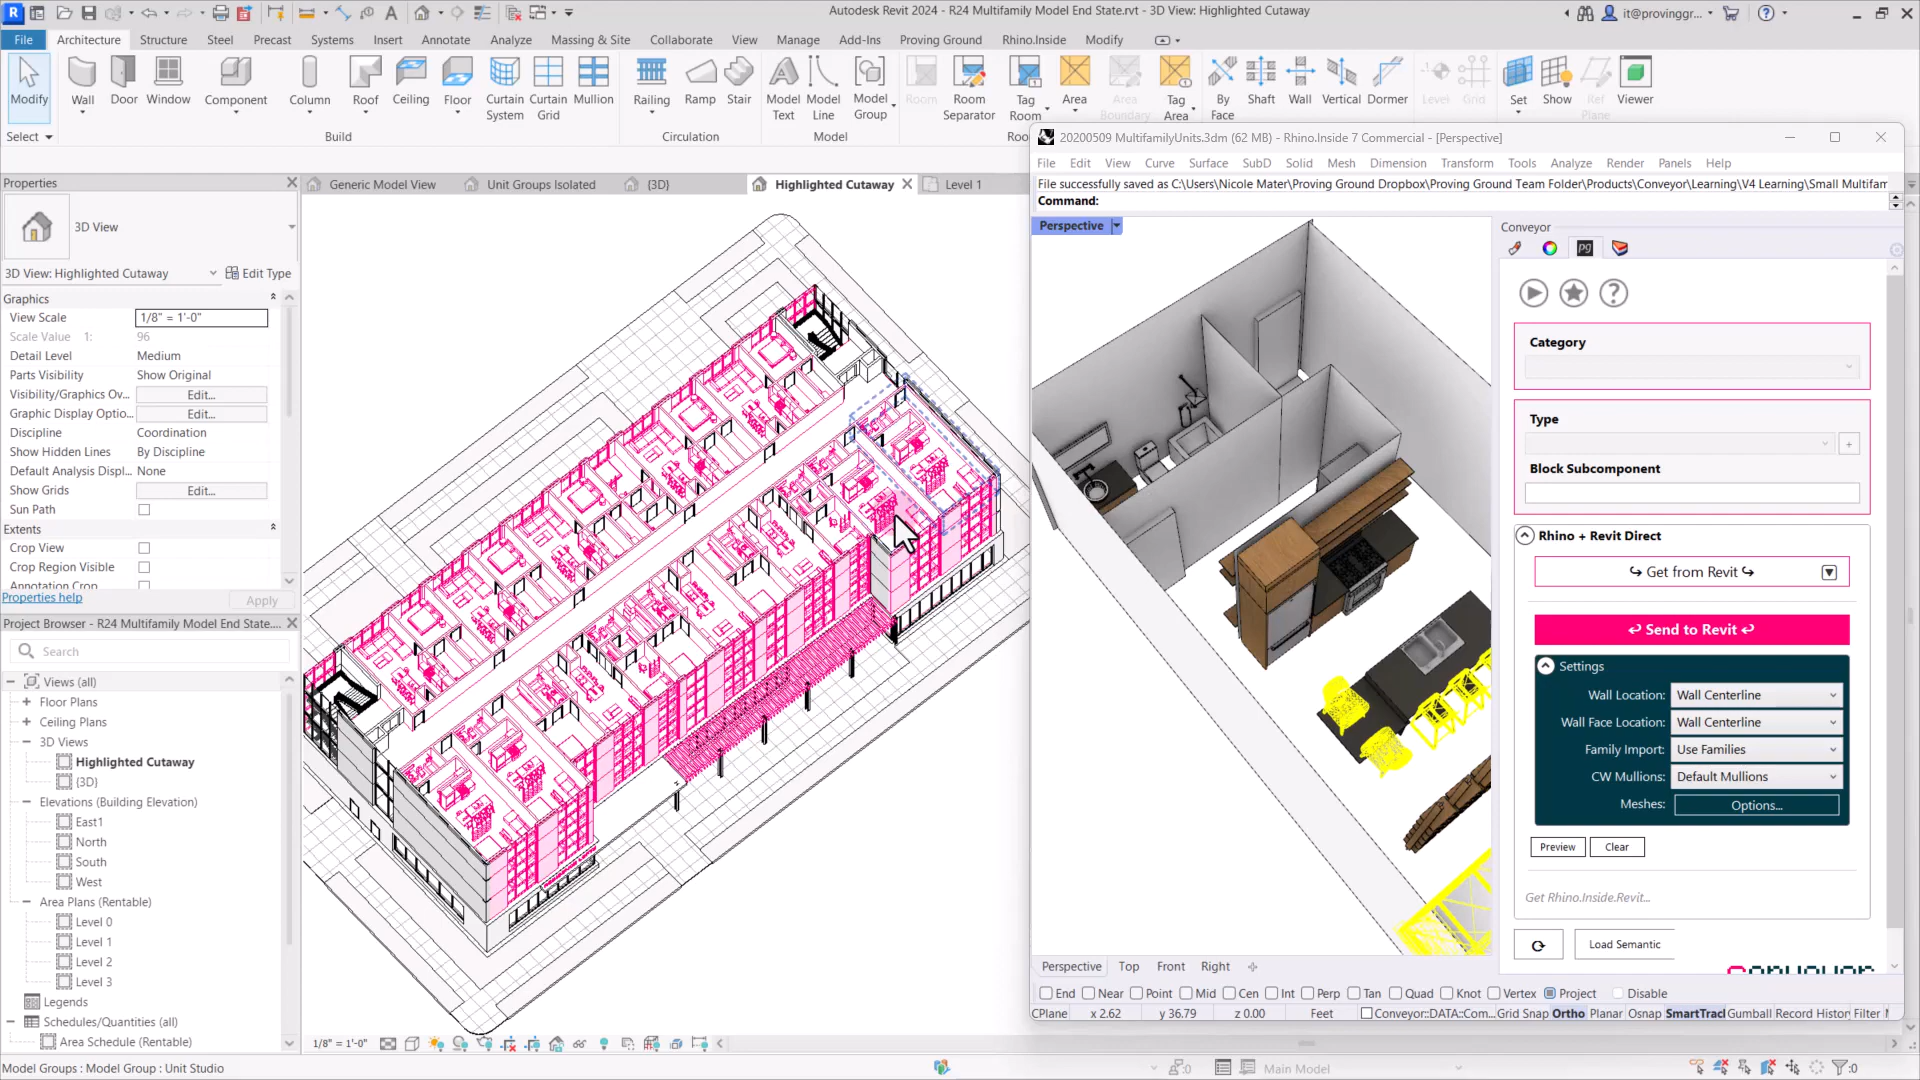 Autodesk Revit 2024 - R24 Multifamily Model End State.rvt - 3D View: Highlighted Cutaway
it@provinggr...
File Architecture Structure Steel Precast Systems Insert Annotate Analyze Massing & Site Collaborate View Manage Add-Ins Proving Ground Rhino.Inside Modify
Modify Wall Door Window Component Column Roof Ceiling Floor Curtain System Curtain Grid Mullion Railing Ramp Stair Model Text Model Line Model Group Room Room Separator Tag Room Area Area Boundary Tag Area By Face Shaft Wall Vertical Dormer Level Grid Set Show Ref Plane Viewer
Select Build Circulation Model
20200509 MultifamilyUnits.3dm (62 MB) - Rhino.Inside 7 Commercial - [Perspective]
File Edit View Curve Surface SubD Solid Mesh Dimension Transform Tools Analyze Render Panels Help
File successfully saved as C:\Users\Nicole Mater\Proving Ground Dropbox\Proving Ground Team Folder\Products\Conveyor\Learning\V4 Learning\Small Multifam
Command:
Properties
Generic Model View
Unit Groups Isolated
{3D}
Highlighted Cutaway
Level 1
3D View
3D View: Highlighted Cutaway
Edit Type
Graphics
View Scale 1/8" = 1'-0"
Scale Value 1: 96
Detail Level Medium
Parts Visibility Show Original
Visibility/Graphics Ov... Edit...
Graphic Display Optio... Edit...
Discipline Coordination
Show Hidden Lines By Discipline
Default Analysis Displ... None
Show Grids Edit...
Sun Path
Extents
Crop View
Crop Region Visible
Annotation Crop
Properties help
Apply
Project Browser - R24 Multifamily Model End State....
Search
Views (all)
Floor Plans
Ceiling Plans
3D Views
Highlighted Cutaway
{3D}
Elevations (Building Elevation)
East1
North
South
West
Area Plans (Rentable)
Level 0
Level 1
Level 2
Level 3
Legends
Schedules/Quantities (all)
Area Schedule (Rentable)
1/8" = 1'-0"
Model Groups : Model Group : Unit Studio
:0
Main Model
:0
Perspective
Conveyor
pg
Category
Type
+
Block Subcomponent
Rhino + Revit Direct
Get from Revit
Send to Revit
Settings
Wall Location: Wall Centerline
Wall Face Location: Wall Centerline
Family Import: Use Families
CW Mullions: Default Mullions
Meshes: Options...
Preview
Clear
Get Rhino.Inside.Revit...
Load Semantic
conveyor
Perspective Top Front Right
End Near Point Mid Cen Int Perp Tan Quad Knot Vertex Project Disable
CPlane x 2.62 y 36.79 z 0.00 Feet Conveyor::DATA::Com... Grid Snap Ortho Planar Osnap SmartTracl Gumball Record History Filter